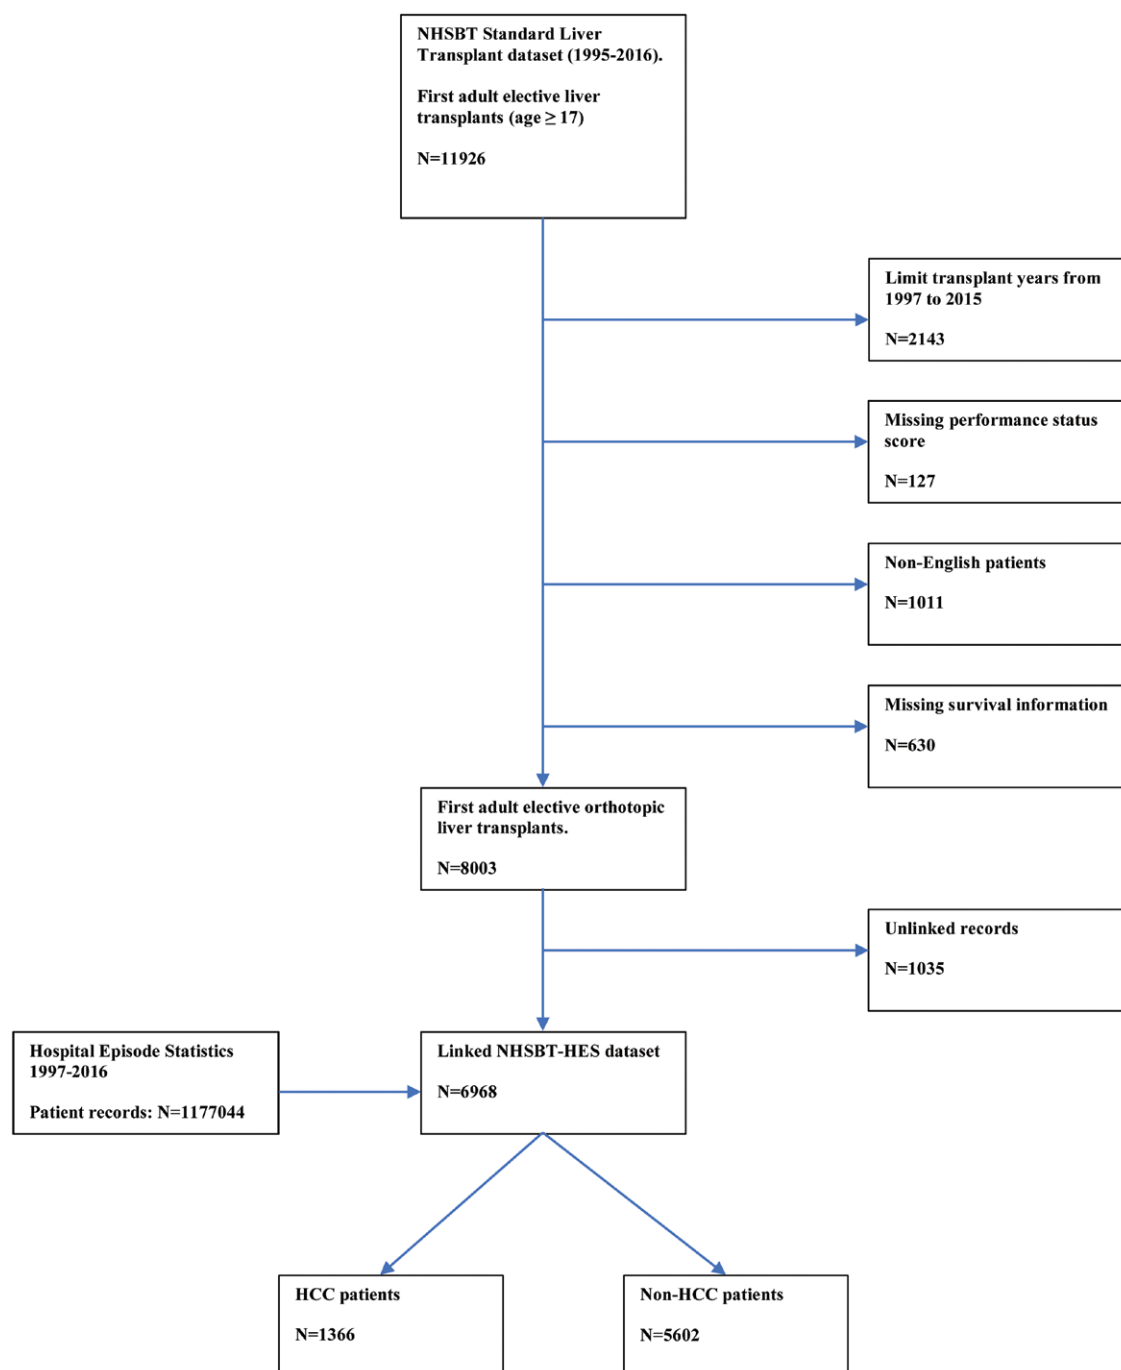 NHSBT Standard Liver
Transplant dataset (1995-2016).
First adult elective liver
transplants (age ≥ 17)
N=11926
Limit transplant years from
1997 to 2015
N=2143
Missing performance status
score
N=127
Non-English patients
N=1011
Missing survival information
N=630
First adult elective orthotopic
liver transplants.
N=8003
Unlinked records
N=1035
Hospital Episode Statistics
1997-2016
Patient records: N=1177044
Linked NHSBT-HES dataset
N=6968
HCC patients
N=1366
Non-HCC patients
N=5602